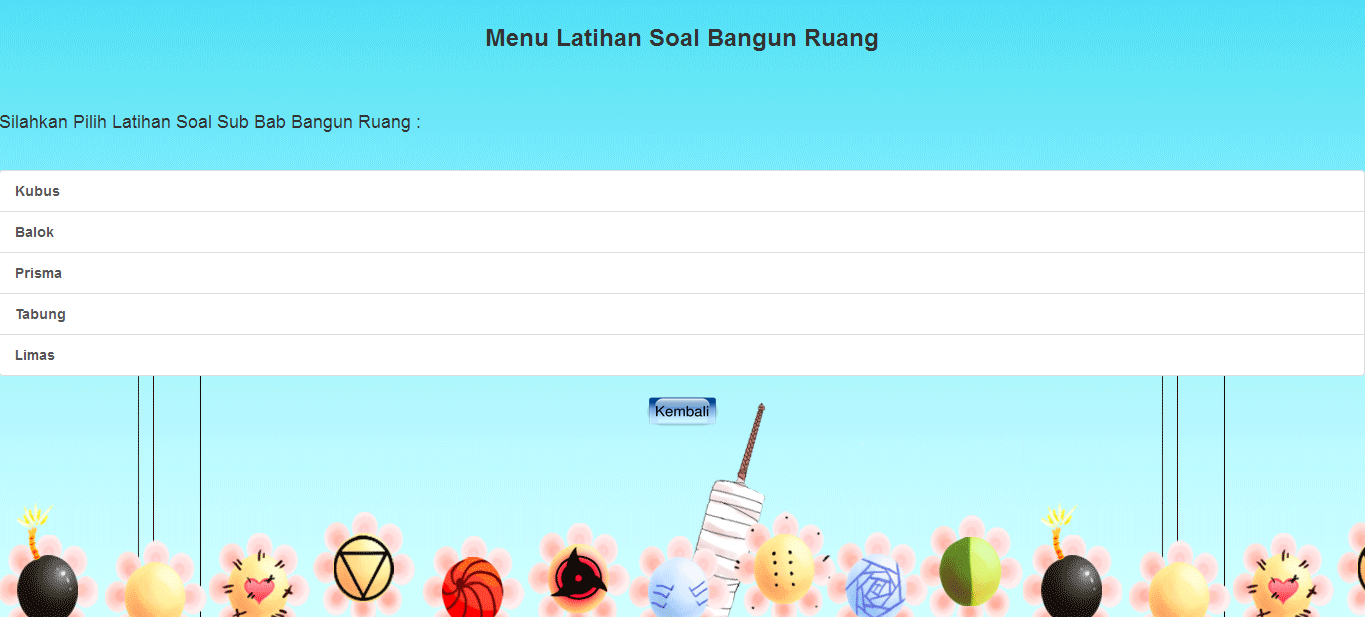 Menu Latihan Soal Bangun Ruang
Silahkan Pilih Latihan Soal Sub Bab Bangun Ruang :
Kubus
Balok
Prisma
Tabung
Limas
Kembali